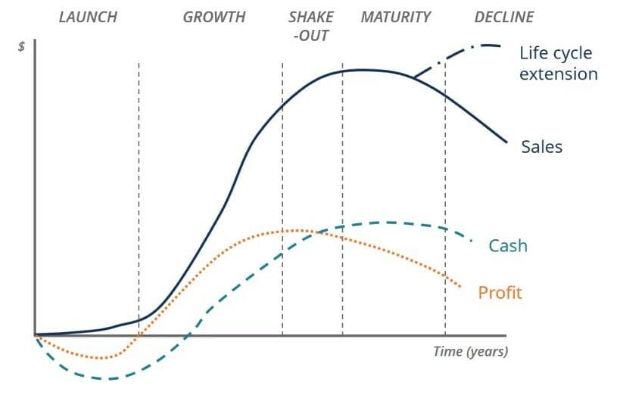 LAUNCH
GROWTH
SHAKE
-OUT
MATURITY
DECLINE
$
Life cycle
extension
Sales
Cash
Profit
Time (years)